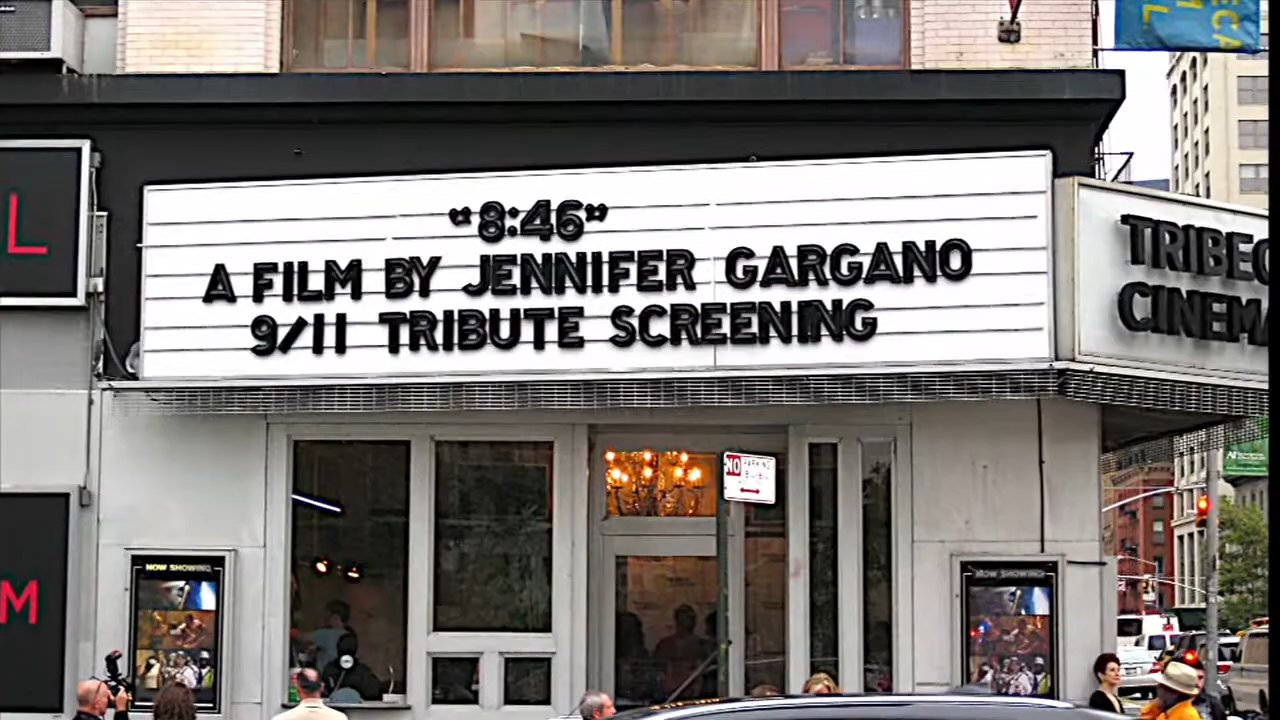 "8:46"
A FILM BY JENNIFER GARGANO
9/11 TRIBUTE SCREENING
TRIBEC
CINEMA
L
M
NO PARKING
NOW SHOWING
NOW SHOWING